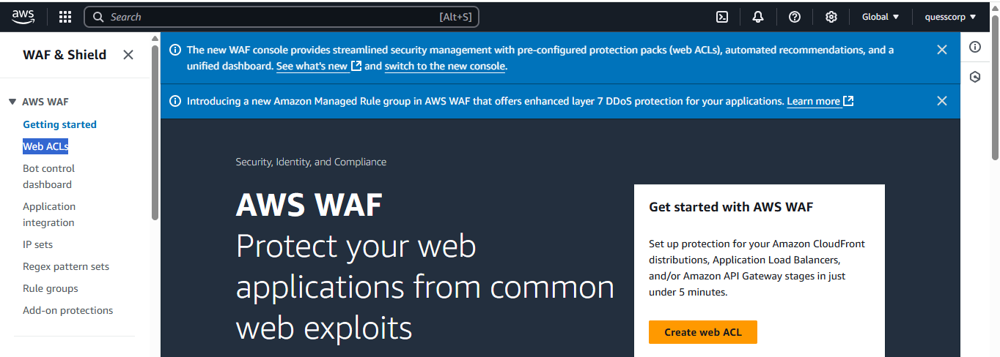 aws
Search
[Alt+S]
Global
quesscorp
WAF & Shield
AWS WAF
Getting started
Web ACLs
Bot control
dashboard
Application
integration
IP sets
Regex pattern sets
Rule groups
Add-on protections
The new WAF console provides streamlined security management with pre-configured protection packs (web ACLs), automated recommendations, and a
unified dashboard. See what's new and switch to the new console.
Introducing a new Amazon Managed Rule group in AWS WAF that offers enhanced layer 7 DDoS protection for your applications. Learn more
Security, Identity, and Compliance
AWS WAF
Protect your web
applications from common
web exploits
Get started with AWS WAF
Set up protection for your Amazon CloudFront
distributions, Application Load Balancers,
and/or Amazon API Gateway stages in just
under 5 minutes.
Create web ACL